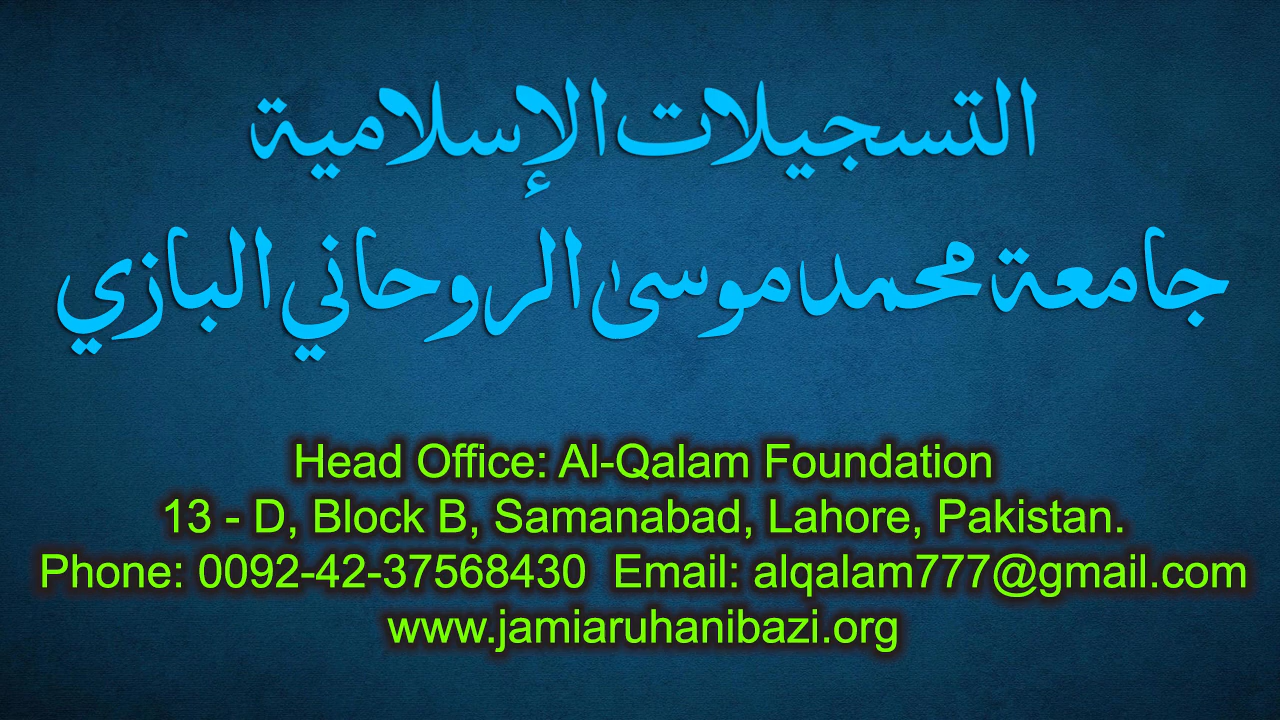 التسجيلات الإسلامية
جامعة محمد موسىٰ الروحاني البازي
Head Office: Al-Qalam Foundation
13 - D, Block B, Samanabad, Lahore, Pakistan.
Phone: 0092-42-37568430  Email: alqalam777@gmail.com
www.jamiaruhanibazi.org